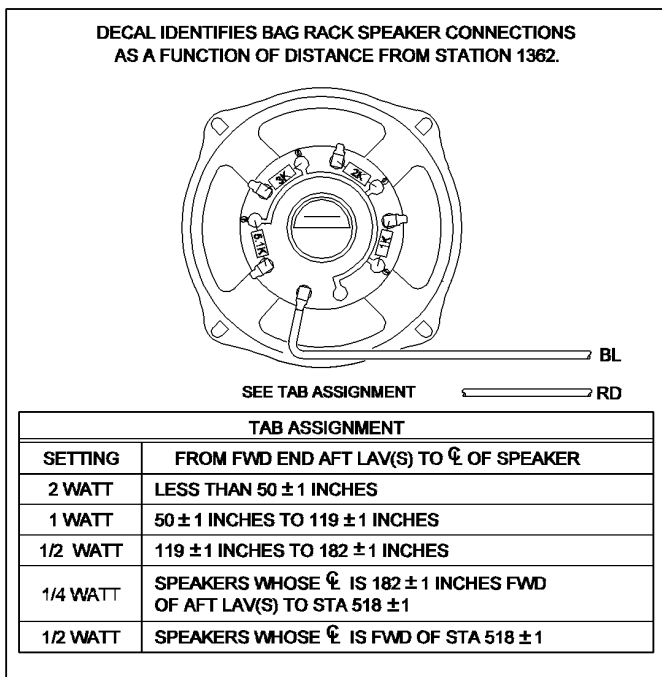 DECAL IDENTIFIES BAG RACK SPEAKER CONNECTIONS
AS A FUNCTION OF DISTANCE FROM STATION 1362.
3K
2K
5.1K
1K
BL
SEE TAB ASSIGNMENT
RD
TAB ASSIGNMENT
SETTING FROM FWD END AFT LAV(S) TO ℄ OF SPEAKER
2 WATT LESS THAN 50 ± 1 INCHES
1 WATT 50 ± 1 INCHES TO 119 ± 1 INCHES
1/2 WATT 119 ±1 INCHES TO 182 ± 1 INCHES
1/4 WATT SPEAKERS WHOSE ℄ IS 182 ± 1 INCHES FWD
OF AFT LAV(S) TO STA 518 ±1
1/2 WATT SPEAKERS WHOSE ℄ IS FWD OF STA 518 ± 1